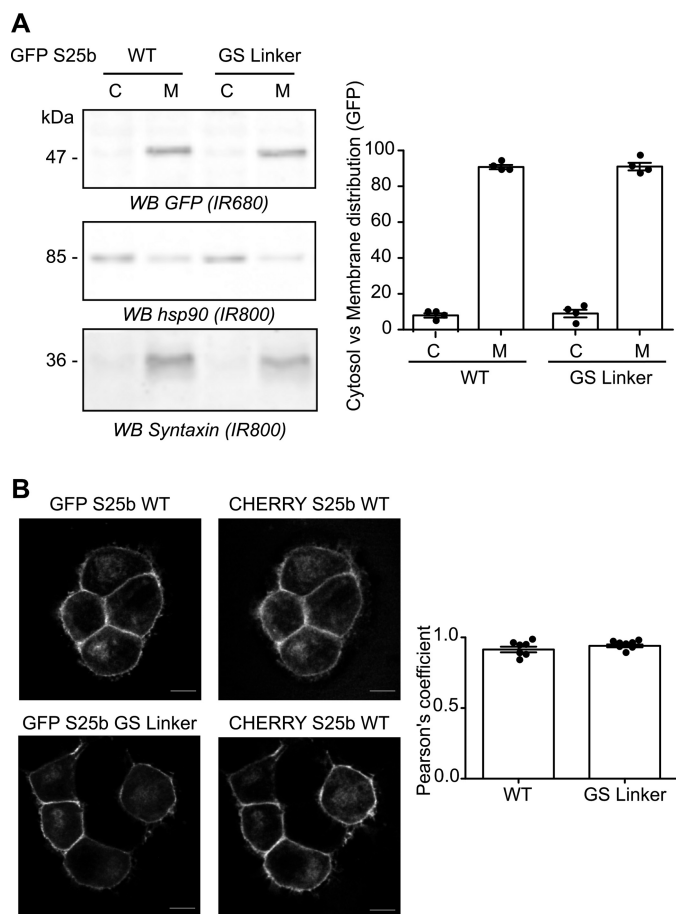 A
GFP S25b WT GS Linker
C M C M
kDa
47 -
WB GFP (IR680)
85 -
WB hsp90 (IR800)
36 -
WB Syntaxin (IR800)
Cytosol vs Membrane distribution (GFP)
100
80
60
40
20
0
C M C M
WT GS Linker
B
GFP S25b WT CHERRY S25b WT
GFP S25b GS Linker CHERRY S25b WT
Pearson's coefficient
1.0
0.5
0.0
WT GS Linker